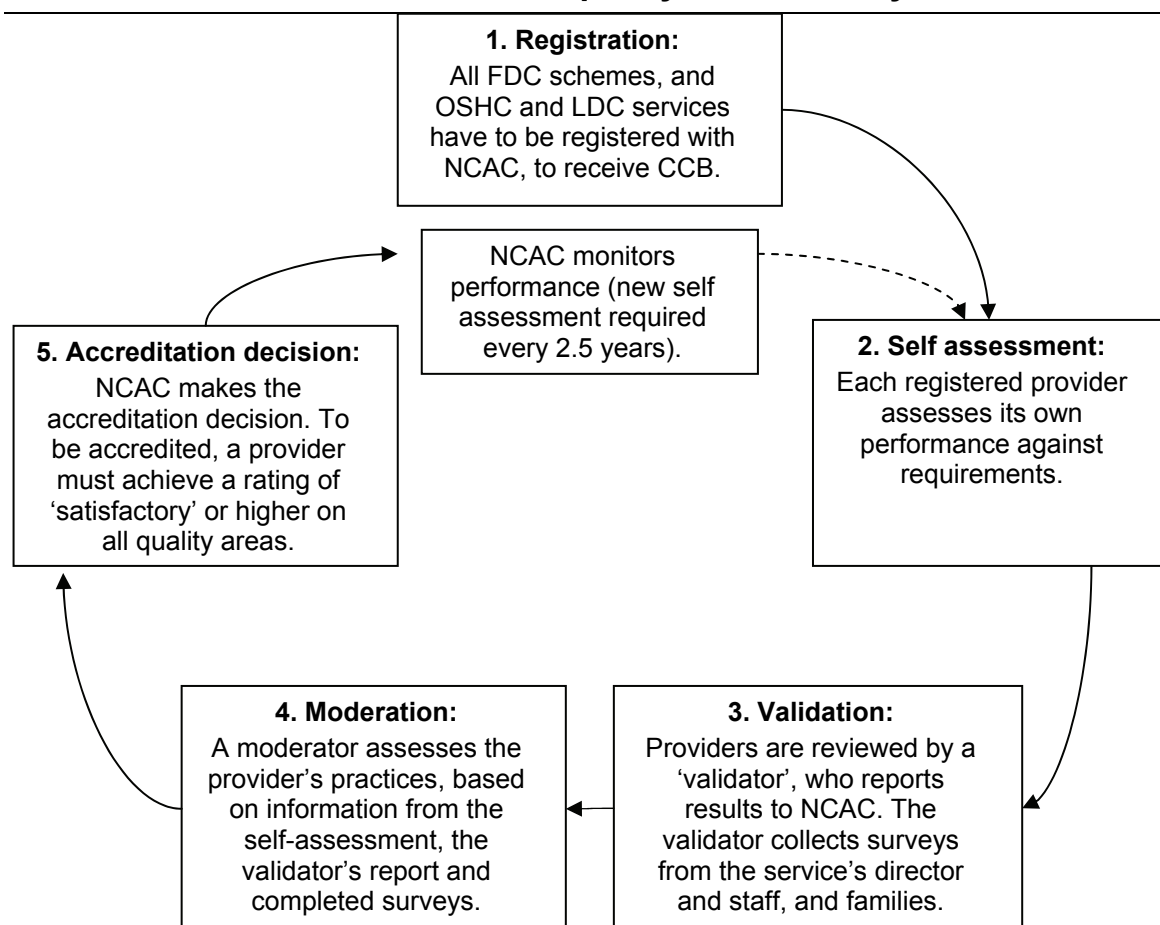 1. Registration:
All FDC schemes, and
OSHC and LDC services
have to be registered with
NCAC, to receive CCB.
NCAC monitors
performance (new self
assessment required
every 2.5 years).
2. Self assessment:
Each registered provider
assesses its own
performance against
requirements.
3. Validation:
Providers are reviewed by a
‘validator’, who reports
results to NCAC. The
validator collects surveys
from the service’s director
and staff, and families.
4. Moderation:
A moderator assesses the
provider’s practices, based
on information from the
self-assessment, the
validator’s report and
completed surveys.
5. Accreditation decision:
NCAC makes the
accreditation decision. To
be accredited, a provider
must achieve a rating of
‘satisfactory’ or higher on
all quality areas.